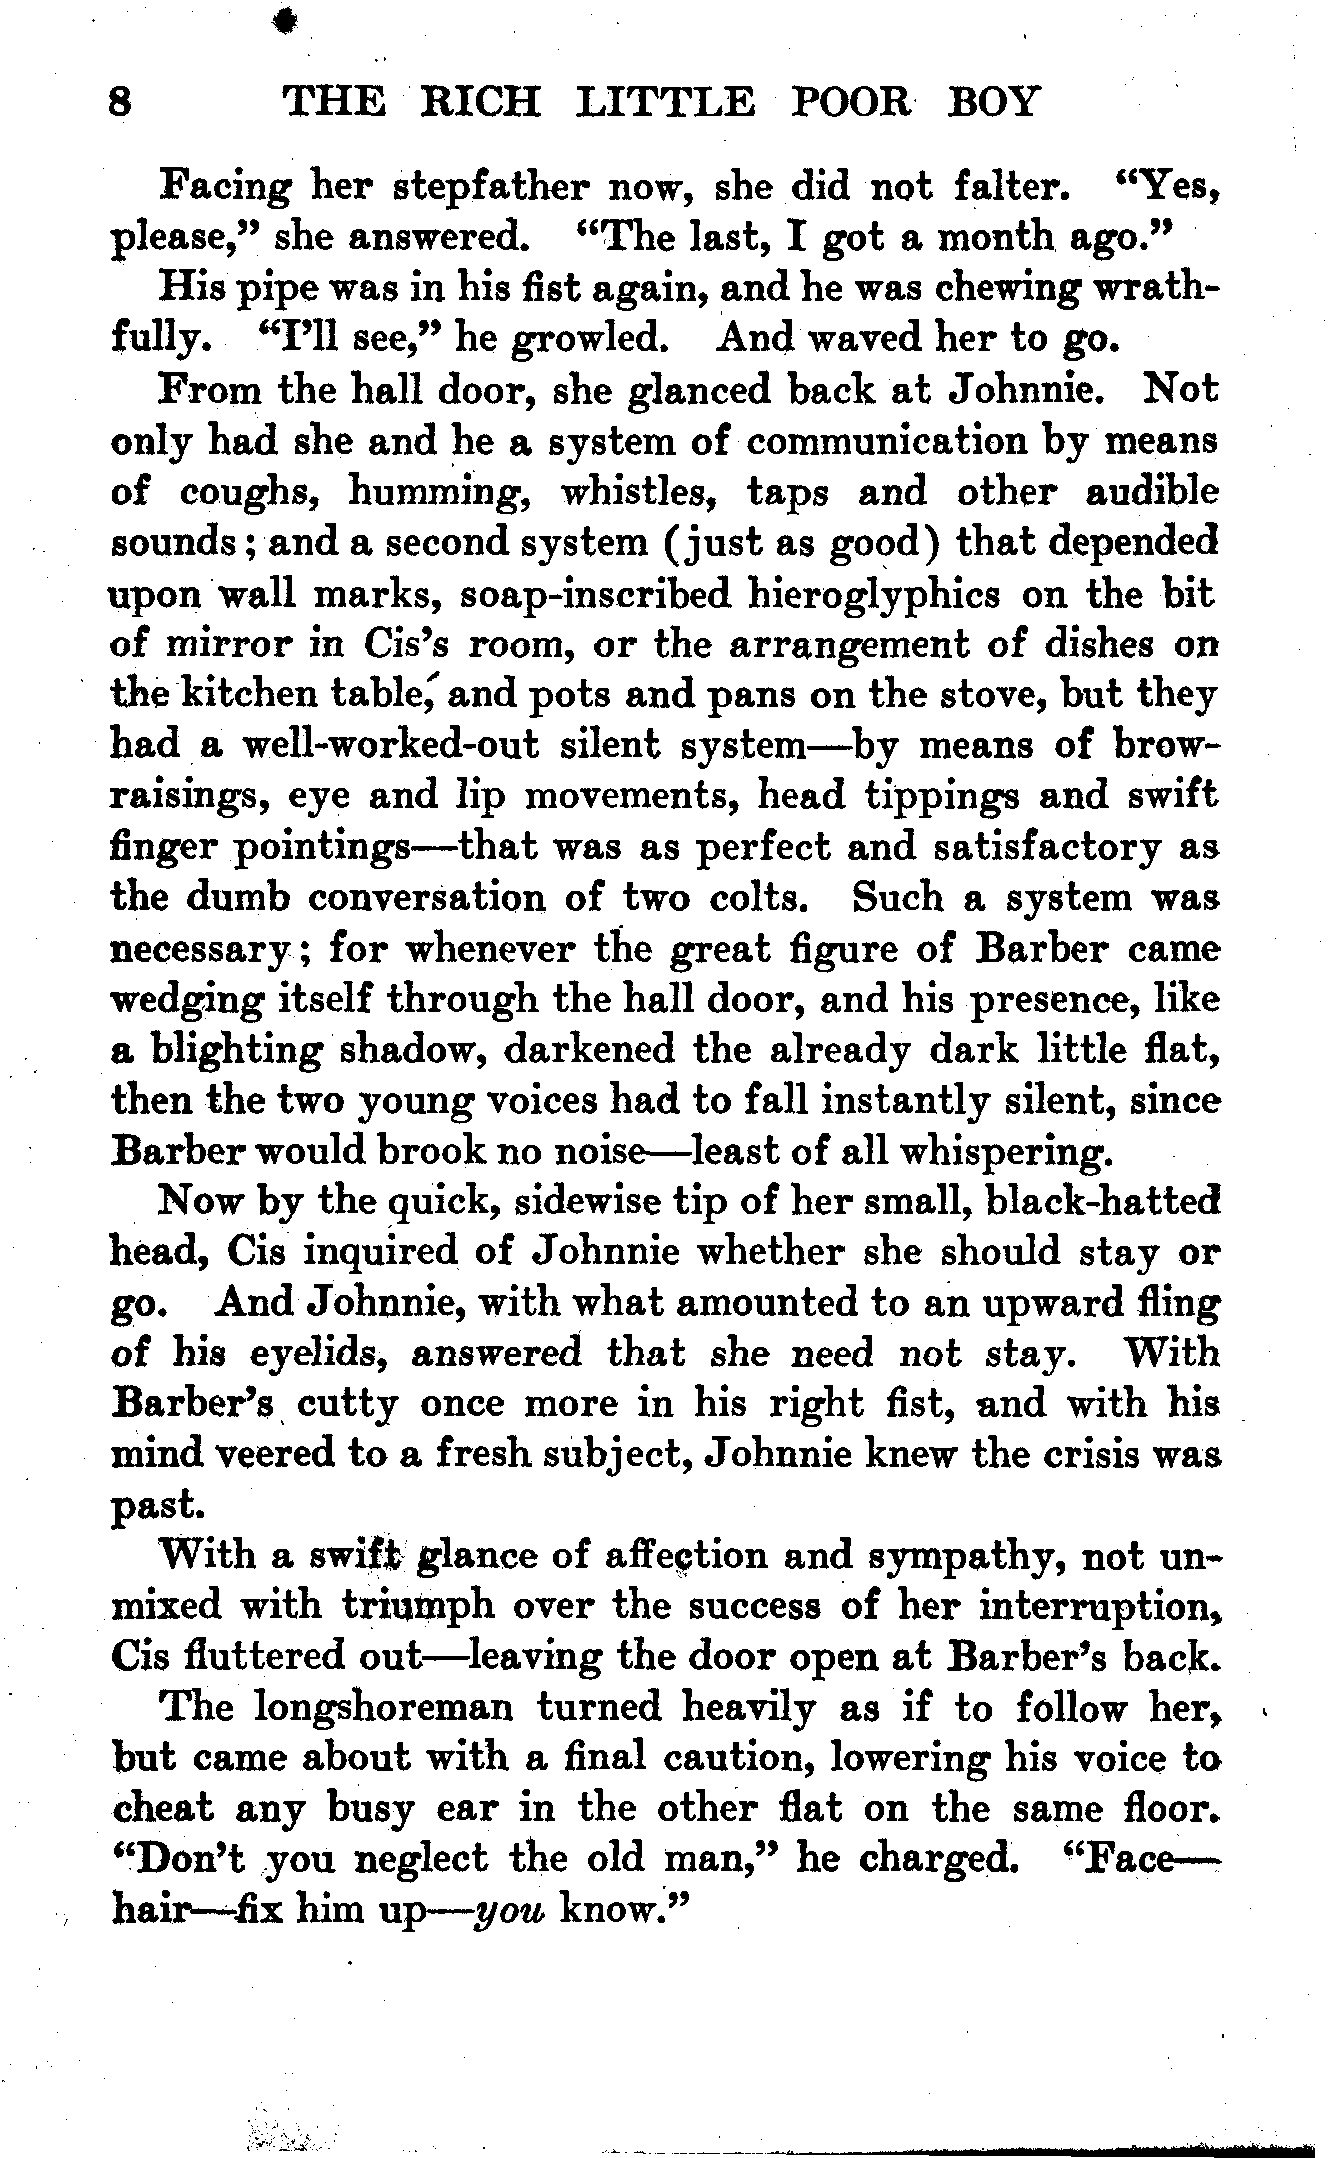 8 THE RICH LITTLE POOR BOY
Facing her stepfather now, she did not falter. “Yes,
please,” she answered. “The last, I got a month ago.”
His pipe was in his fist again, and he was chewing wrath-
fully. “I’ll see,” he growled. And waved her to go.
From the hall door, she glanced back at Johnnie. Not
only had she and he a system of communication by means
of coughs, humming, whistles, taps and other audible
sounds; and a second system (just as good) that depended
upon wall marks, soap-inscribed hieroglyphics on the bit
of mirror in Cis’s room, or the arrangement of dishes on
the kitchen table, and pots and pans on the stove, but they
had a well-worked-out silent system—by means of brow-
raisings, eye and lip movements, head tippings and swift
finger pointings—that was as perfect and satisfactory as
the dumb conversation of two colts. Such a system was
necessary; for whenever the great figure of Barber came
wedging itself through the hall door, and his presence, like
a blighting shadow, darkened the already dark little flat,
then the two young voices had to fall instantly silent, since
Barber would brook no noise—least of all whispering.
Now by the quick, sidewise tip of her small, black-hatted
head, Cis inquired of Johnnie whether she should stay or
go. And Johnnie, with what amounted to an upward fling
of his eyelids, answered that she need not stay. With
Barber’s cutty once more in his right fist, and with his
mind veered to a fresh subject, Johnnie knew the crisis was
past.
With a swift glance of affection and sympathy, not un-
mixed with triumph over the success of her interruption,
Cis fluttered out—leaving the door open at Barber’s back.
The longshoreman turned heavily as if to follow her,
but came about with a final caution, lowering his voice to
cheat any busy ear in the other flat on the same floor.
“Don’t you neglect the old man,” he charged. “Face—
hair—fix him up—you know.”